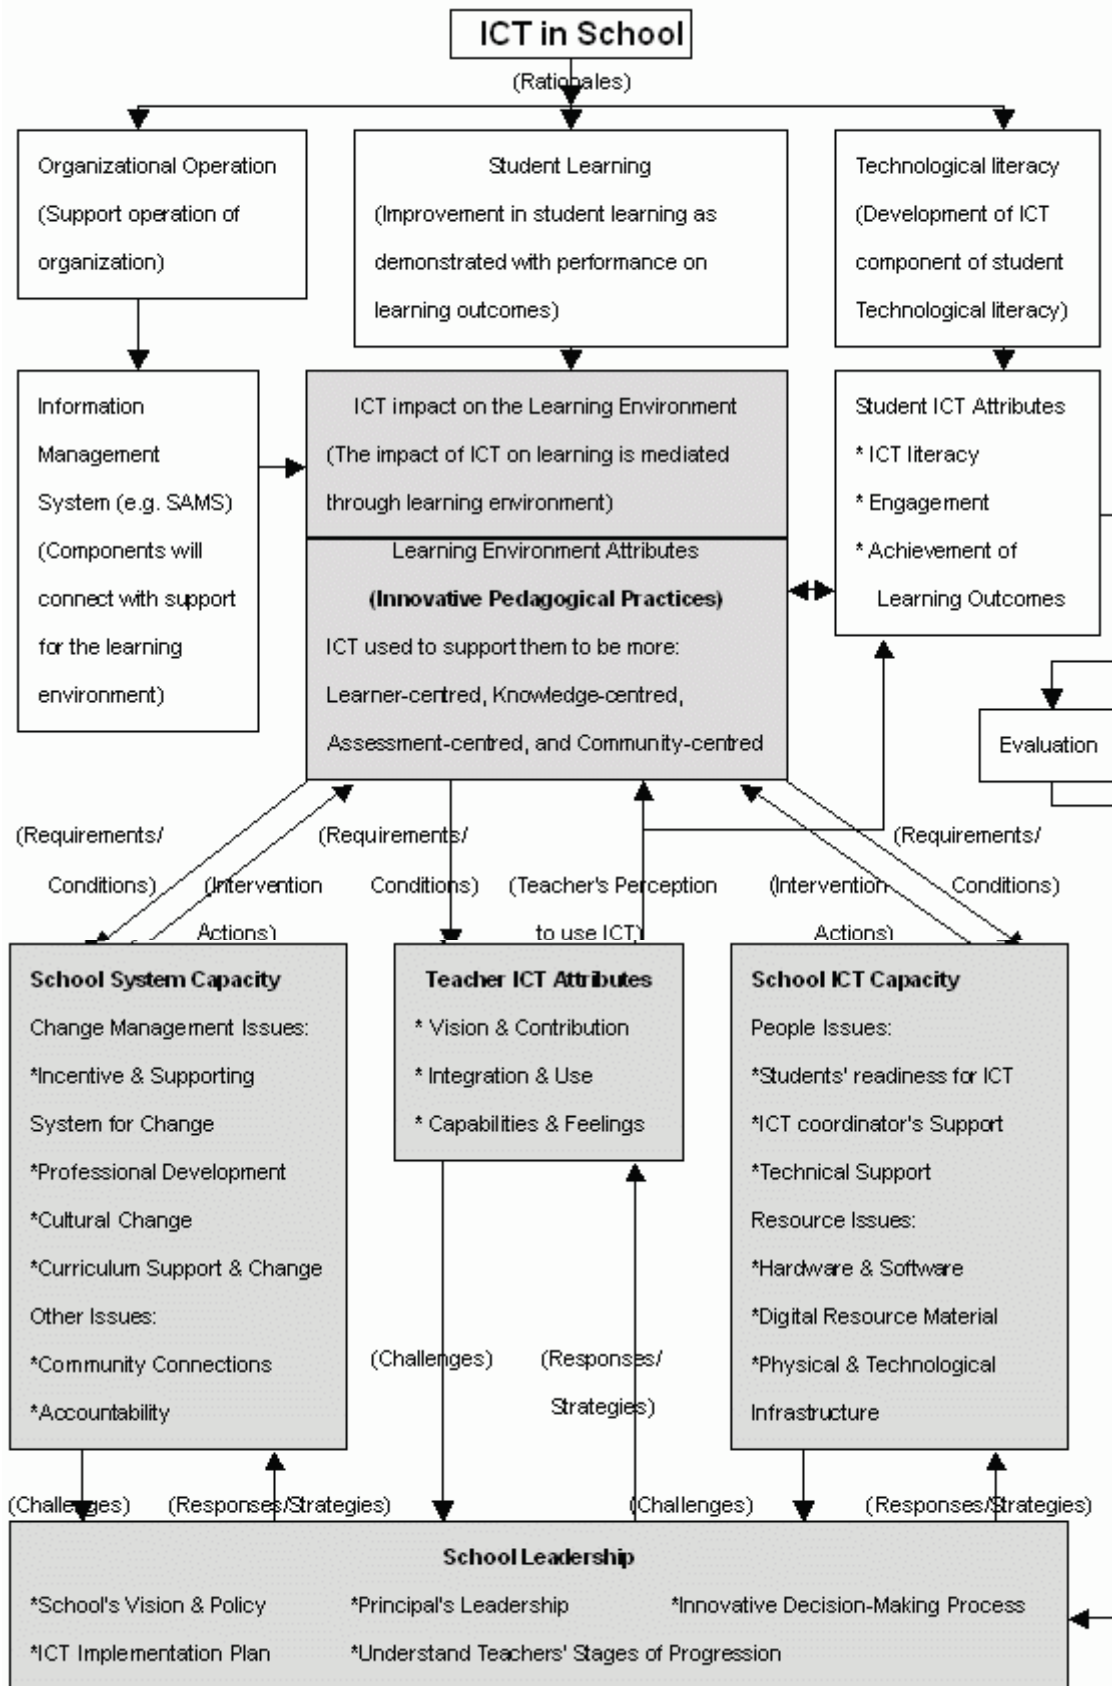 ICT in School
(Rationales)
Organizational Operation
(Support operation of
organization)
Student Learning
(Improvement in student learning as
demonstrated with performance on
learning outcomes)
Technological literacy
(Development of ICT
component of student
Technological literacy)
Information
Management
System (e.g. SAMS)
(Components will
connect with support
for the learning
environment)
ICT impact on the Learning Environment
(The impact of ICT on learning is mediated
through learning environment)
Learning Environment Attributes
(Innovative Pedagogical Practices)
ICT used to support them to be more:
Learner-centred, Knowledge-centred,
Assessment-centred, and Community-centred
Student ICT Attributes
* ICT literacy
* Engagement
* Achievement of
Learning Outcomes
Evaluation
(Requirements/
Conditions)
(Intervention
Actions)
(Requirements/
Conditions)
(Teacher's Perception
to use ICT)
(Intervention
Actions)
(Requirements/
Conditions)
School System Capacity
Change Management Issues:
*Incentive & Supporting
System for Change
*Professional Development
*Cultural Change
*Curriculum Support & Change
Other Issues:
*Community Connections
*Accountability
Teacher ICT Attributes
* Vision & Contribution
* Integration & Use
* Capabilities & Feelings
School ICT Capacity
People Issues:
*Students' readiness for ICT
*ICT coordinator's Support
*Technical Support
Resource Issues:
*Hardware & Software
*Digital Resource Material
*Physical & Technological
Infrastructure
(Challenges)
(Responses/
Strategies)
(Challenges)
(Responses/Strategies)
(Challenges)
(Responses/Strategies)
School Leadership
*School's Vision & Policy
*Principal's Leadership
*Innovative Decision-Making Process
*ICT Implementation Plan
*Understand Teachers' Stages of Progression